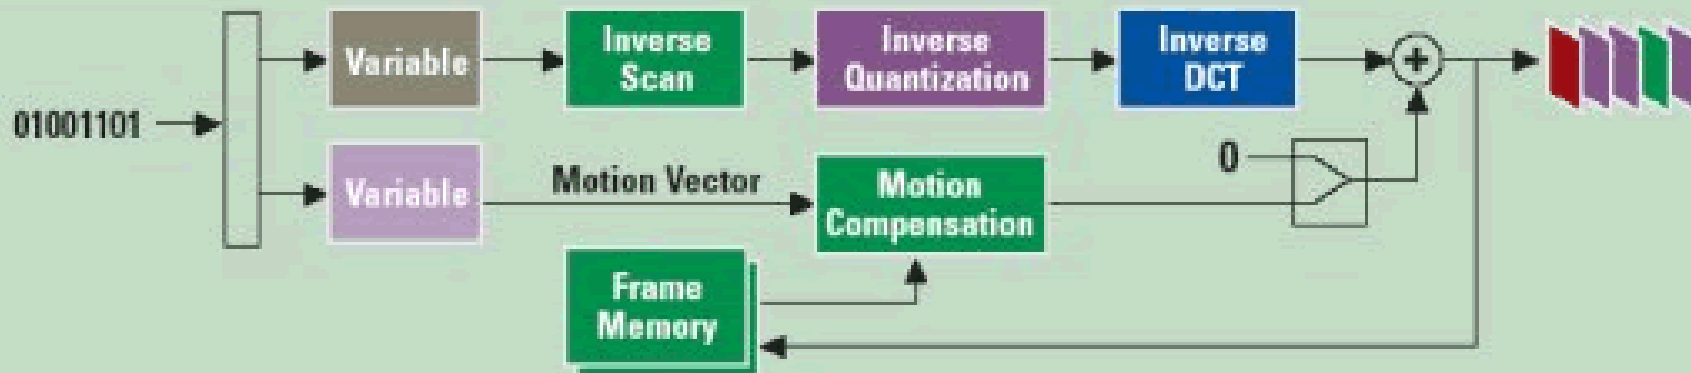 Variable
Inverse
Scan
Inverse
Quantization
Inverse
DCT
+
01001101
Variable
Motion Vector
Motion
Compensation
0
Frame
Memory